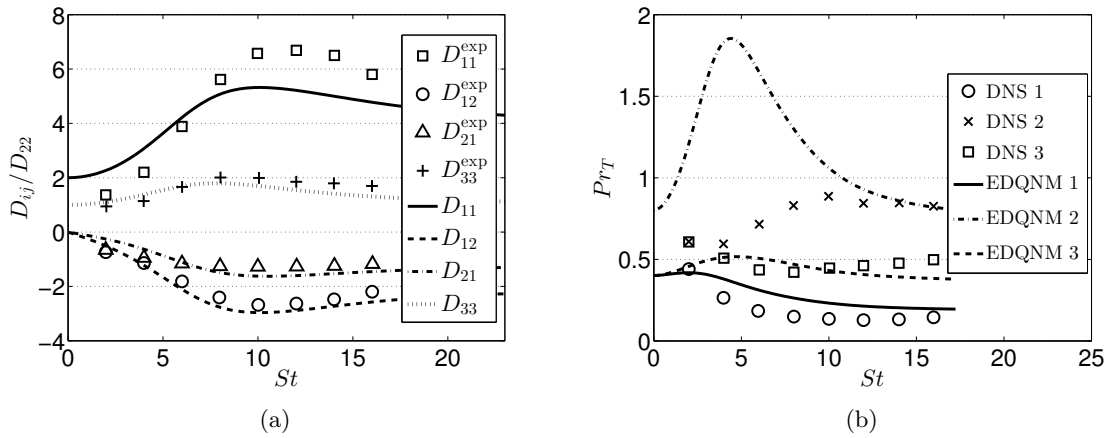 8
6
4
2
0
−2
−4
0
5
10
15
20
St
D_{ij}/D_{22}
D_{11}^{exp}
D_{12}^{exp}
D_{21}^{exp}
D_{33}^{exp}
D_{11}
D_{12}
D_{21}
D_{33}
(a)
2
1.5
1
0.5
0
0
5
10
15
20
25
St
Pr_T
DNS 1
DNS 2
DNS 3
EDQNM 1
EDQNM 2
EDQNM 3
(b)